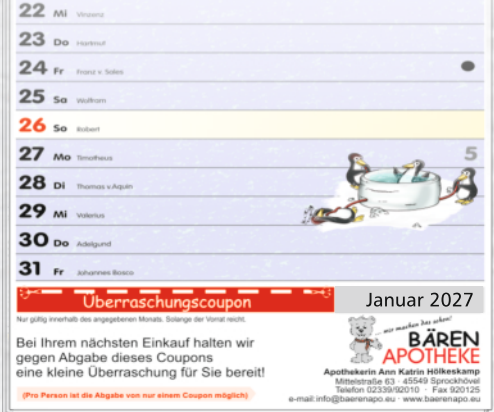 22 Mi Vinzenz
23 Do Hartmut
24 Fr Franz v. Sales
25 Sa Wolfram
26 So Robert
27 Mo Timotheus 5
28 Di Thomas v.Aquin
29 Mi Valerius
30 Do Adelgund
31 Fr Johannes Bosco
Überraschungscoupon
Januar 2027
Nur gültig innerhalb des angegebenen Monats. Solange der Vorrat reicht.
Bei Ihrem nächsten Einkauf halten wir
gegen Abgabe dieses Coupons
eine kleine Überraschung für Sie bereit!
(Pro Person ist die Abgabe von nur einem Coupon möglich)
... wir machen das schon!
BÄREN
APOTHEKE
Apothekerin Ann Katrin Hölkeskamp
Mittelstraße 63 · 45549 Sprockhövel
Telefon 02339/92010 · Fax 920125
e-mail:info@baerenapo.eu · www.baerenapo.eu